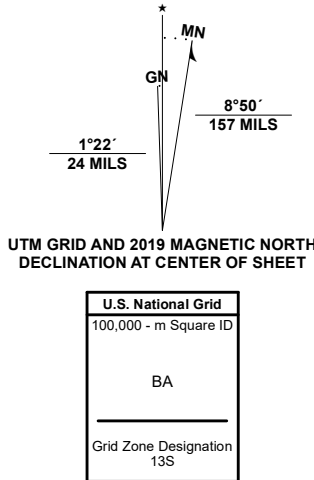 ★
MN
GN
8°50´
157 MILS
1°22´
24 MILS
UTM GRID AND 2019 MAGNETIC NORTH
DECLINATION AT CENTER OF SHEET
U.S. National Grid
100,000 - m Square ID
BA
Grid Zone Designation
13S